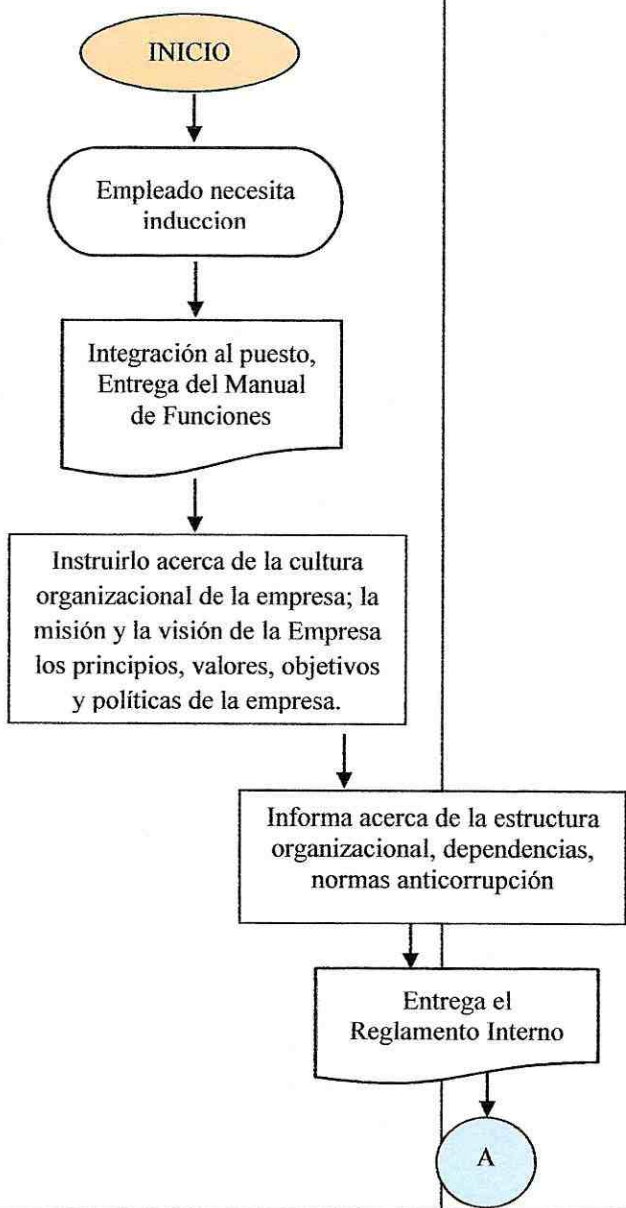 INICIO
Empleado necesita
induccion
Integración al puesto,
Entrega del Manual
de Funciones
Instruirlo acerca de la cultura
organizacional de la empresa; la
misión y la visión de la Empresa
los principios, valores, objetivos
y políticas de la empresa.
Informa acerca de la estructura
organizacional, dependencias,
normas anticorrupción
Entrega el
Reglamento Interno
A